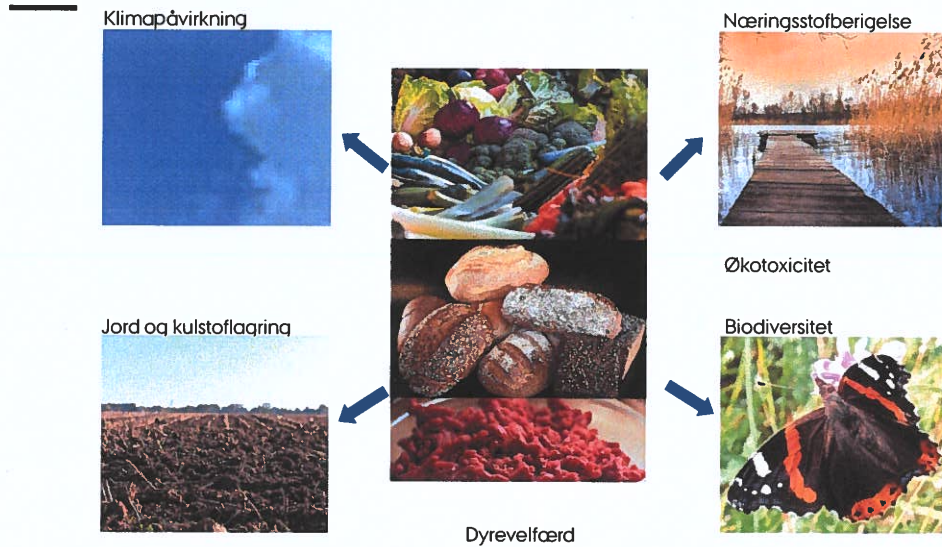 Klimapåvirkning
Næringsstofberigelse
Økotoxicitet
Jord og kulstoflagring
Biodiversitet
Dyrevelfærd